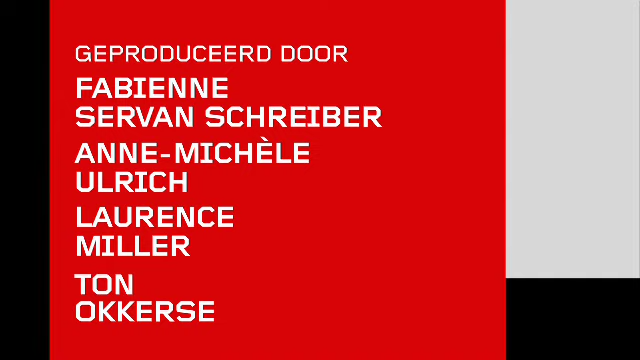 GEPRODUCEERD DOOR
FABIENNE
SERVAN SCHREIBER
ANNE-MICHÈLE
ULRICH
LAURENCE
MILLER
TON
OKKERSE